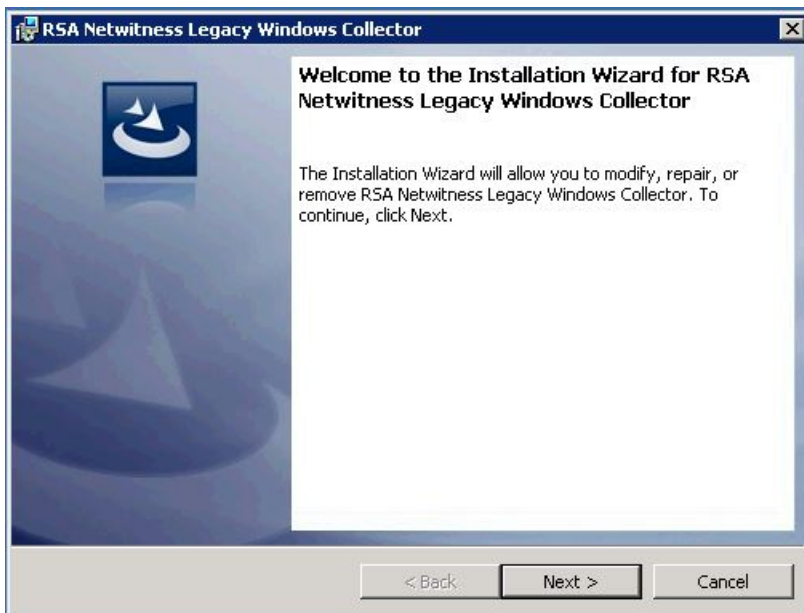 RSA Netwitness Legacy Windows Collector
Welcome to the Installation Wizard for RSA
Netwitness Legacy Windows Collector
The Installation Wizard will allow you to modify, repair, or
remove RSA Netwitness Legacy Windows Collector. To
continue, click Next.
< Back
Next >
Cancel